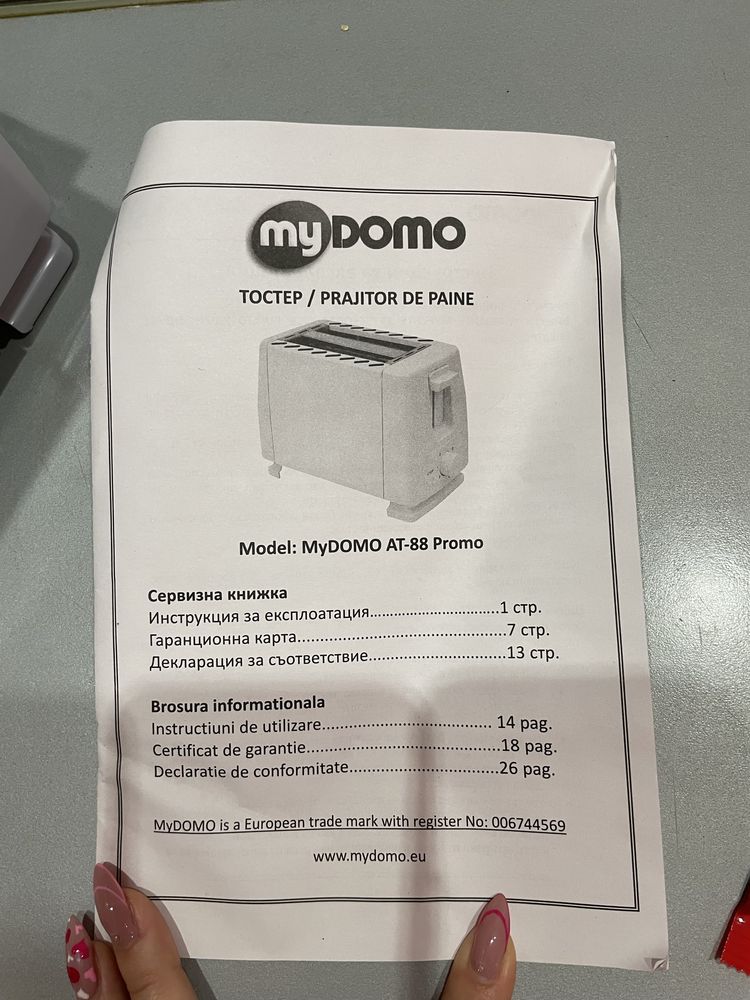 myDOMO
ТОСТЕР / PRAJITOR DE PAINE
Model: MyDOMO AT-88 Promo
Сервизна книжка
Инструкция за експлоатация................................1 стр.
Гаранционна карта..............................................7 стр.
Декларация за съответствие..............................13 стр.
Brosura informationala
Instructiuni de utilizare..................................... 14 pag.
Certificat de garantie..........................................18 pag.
Declaratie de conformitate.................................26 pag.
MyDOMO is a European trade mark with register No: 006744569
www.mydomo.eu